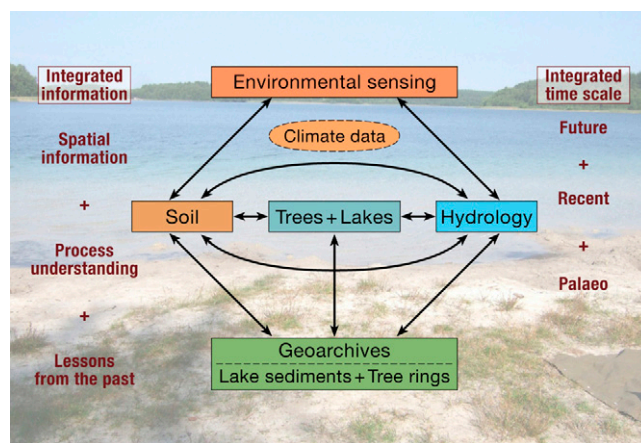 Integrated
information
Spatial
information
+
Process
understanding
+
Lessons
from the past
Environmental sensing
Climate data
Soil
Trees + Lakes
Hydrology
Geoarchives
Lake sediments + Tree rings
Integrated
time scale
Future
+
Recent
+
Palaeo